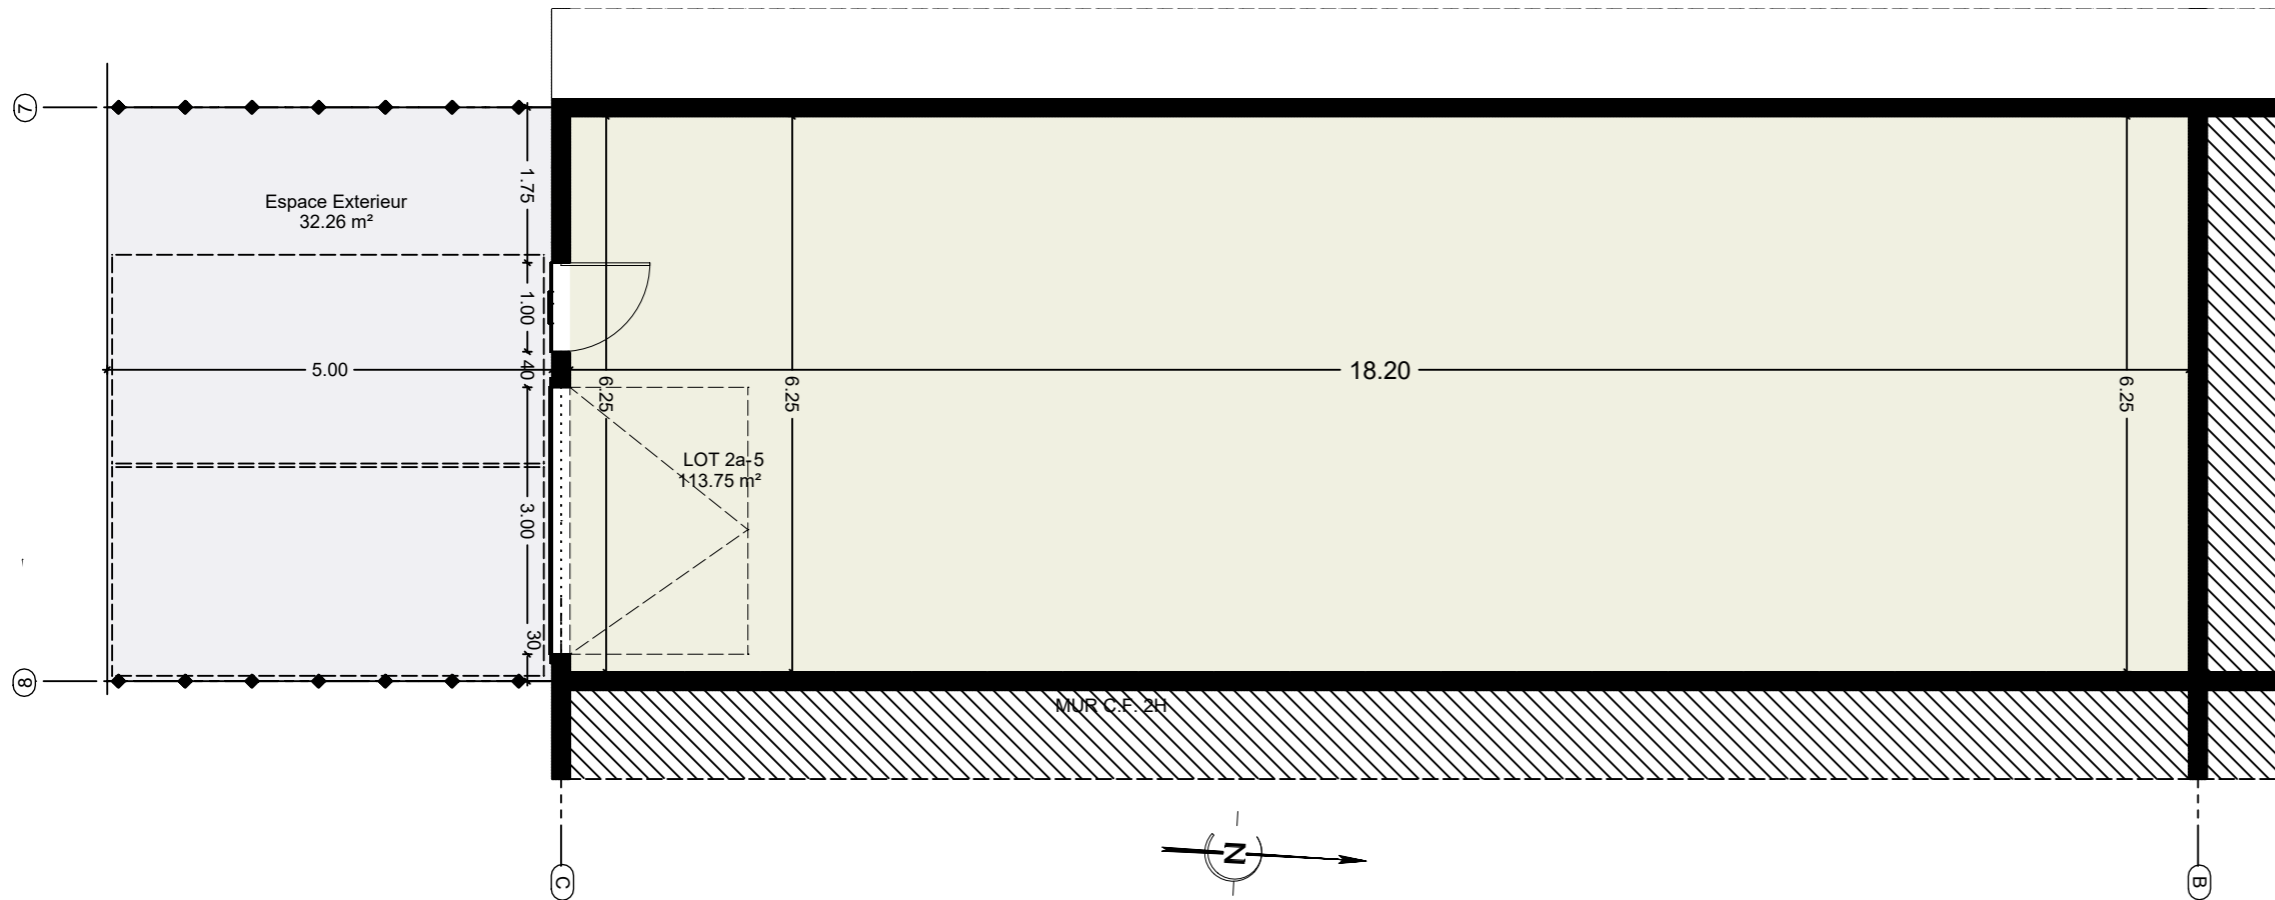 7
Espace Exterieur
32.26 m²
1.75
1.00
40
3.00
30
5.00
6.25
6.25
18.20
6.25
LOT 2a-5
113.75 m²
8
MUR C.F. 2H
N
C
B